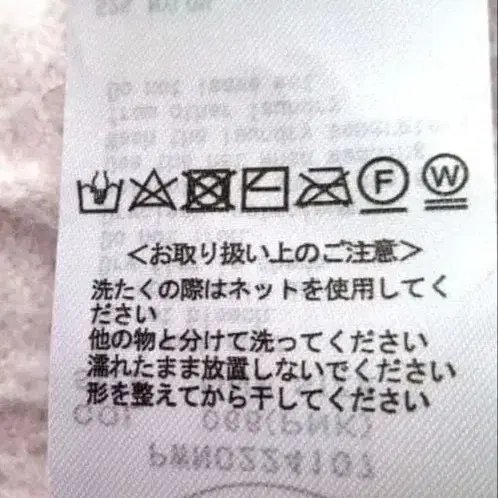 F W
<お取り扱い上のご注意>
洗たくの際はネットを使用してく
ださい
他の物と分けて洗ってください
濡れたまま放置しないでください
形を整えてから干してください